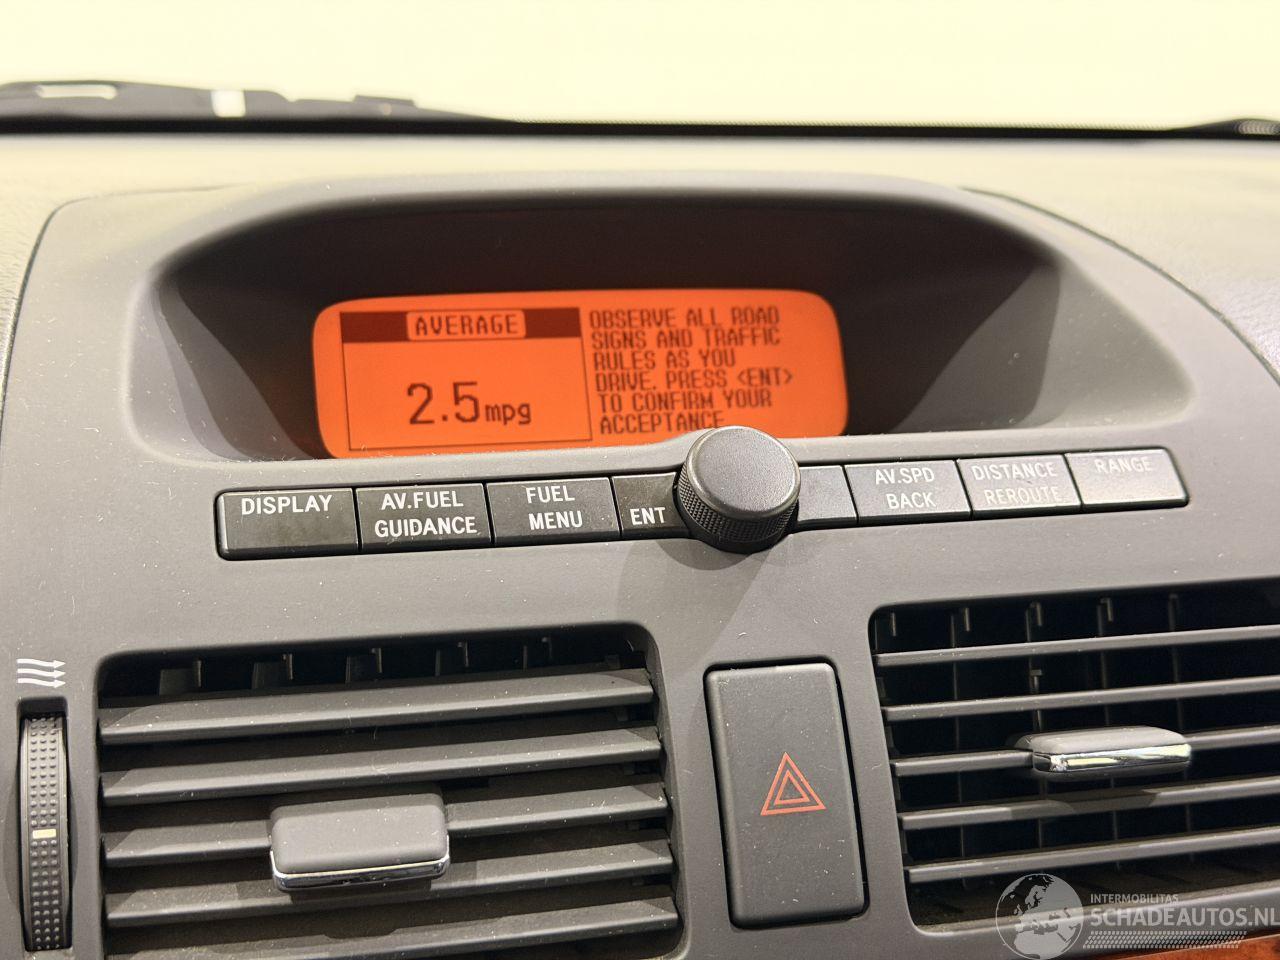 AVERAGE
2.5mpg
OBSERVE ALL ROAD
SIGNS AND TRAFFIC
RULES AS YOU
DRIVE. PRESS <ENT>
TO CONFIRM YOUR
ACCEPTANCE
DISPLAY
AV.FUEL
GUIDANCE
FUEL
MENU
ENT
AV.SPD
BACK
DISTANCE
REROUTE
RANGE
INTERMOBILITAS
SCHADEAUTOS.NL